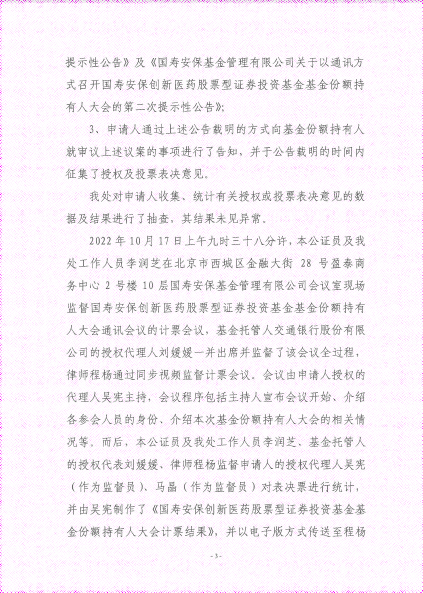 提示性公告》及《国寿安保基金管理有限公司关于以通讯方
式召开国寿安保创新医药股票型证券投资基金基金份额持
有人大会的第二次提示性公告》;
3、申请人通过上述公告载明的方式向基金份额持有人
就审议上述议案的事项进行了告知,并于公告载明的时间内
征集了授权及投票表决意见。
我处对申请人收集、统计有关授权或投票表决意见的数
据及结果进行了抽查,其结果未见异常。
2022 年 10 月 17 日上午九时三十八分许,本公证员及我
处工作人员李润芝在北京市西城区金融大街 28 号盈泰商
务中心 2 号楼 10 层国寿安保基金管理有限公司会议室现场
监督国寿安保创新医药股票型证券投资基金基金份额持有
人大会通讯会议的计票会议,基金托管人交通银行股份有限
公司的授权代理人刘媛媛一并出席并监督了该会议全过程,
律师程杨通过同步视频监督计票会议。会议由申请人授权的
代理人吴宪主持,会议程序包括主持人宣布会议开始、介绍
各参会人员的身份、介绍本次基金份额持有人大会的相关情
况等。而后,本公证员及我处工作人员李润芝、基金托管人
的授权代表刘媛媛、律师程杨监督申请人的授权代理人吴宪
(作为监督员)、马晶(作为监督员)对表决票进行统计,
并由吴宪制作了《国寿安保创新医药股票型证券投资基金基
金份额持有人大会计票结果》,并以电子版方式传送至程杨
-3-